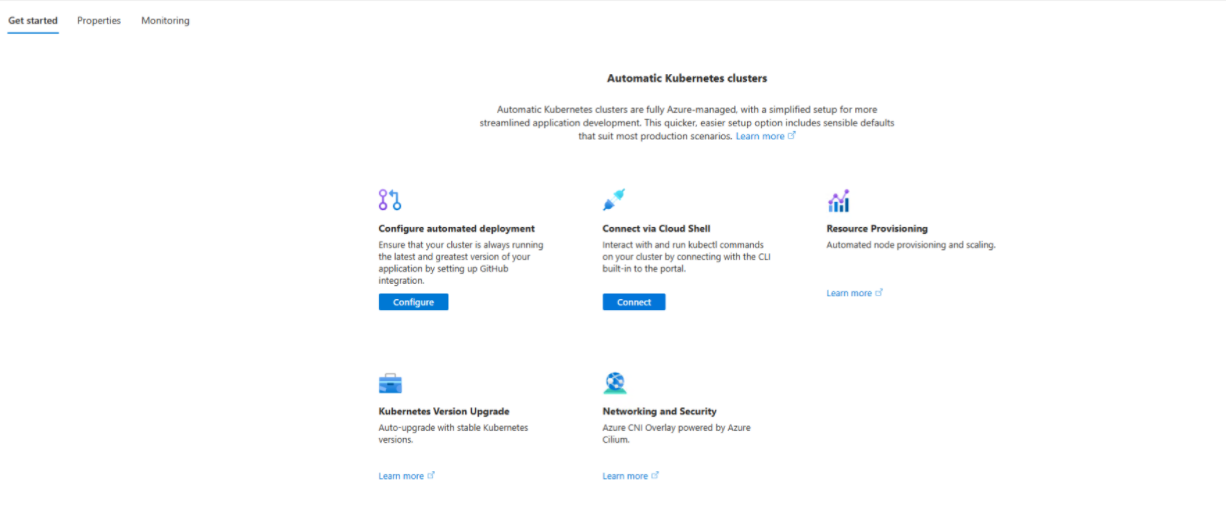 Get started Properties Monitoring
Automatic Kubernetes clusters
Automatic Kubernetes clusters are fully Azure-managed, with a simplified setup for more
streamlined application development. This quicker, easier setup option includes sensible defaults
that suit most production scenarios. Learn more
Configure automated deployment
Ensure that your cluster is always running
the latest and greatest version of your
application by setting up GitHub
integration.
Configure
Connect via Cloud Shell
Interact with and run kubectl commands
on your cluster by connecting with the CLI
built-in to the portal.
Connect
Resource Provisioning
Automated node provisioning and scaling.
Learn more
Kubernetes Version Upgrade
Auto-upgrade with stable Kubernetes
versions.
Learn more
Networking and Security
Azure CNI Overlay powered by Azure
Cilium.
Learn more